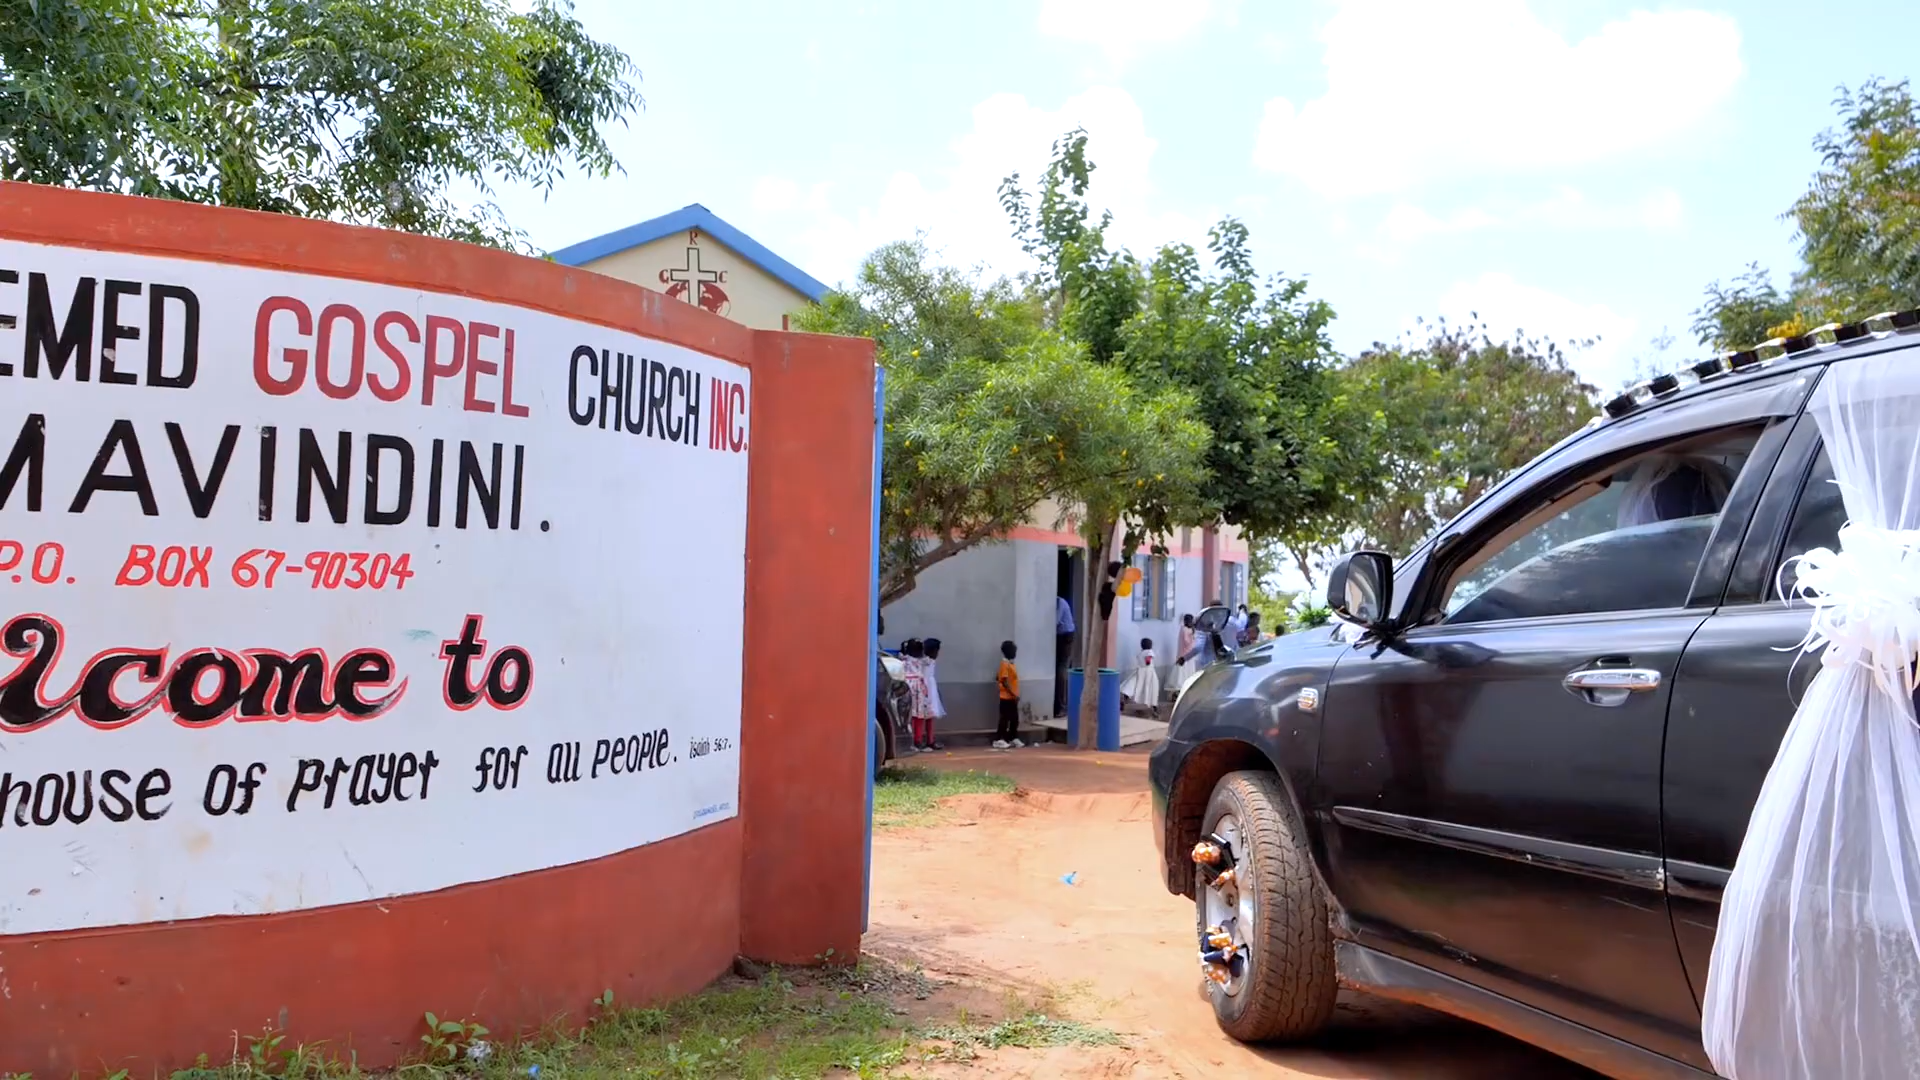 EMED GOSPEL CHURCH INC.
MAVINDINI.
P.O. BOX 67-90304
lcome to
house of prayer for all people. isaiah 56:7.
R
G C